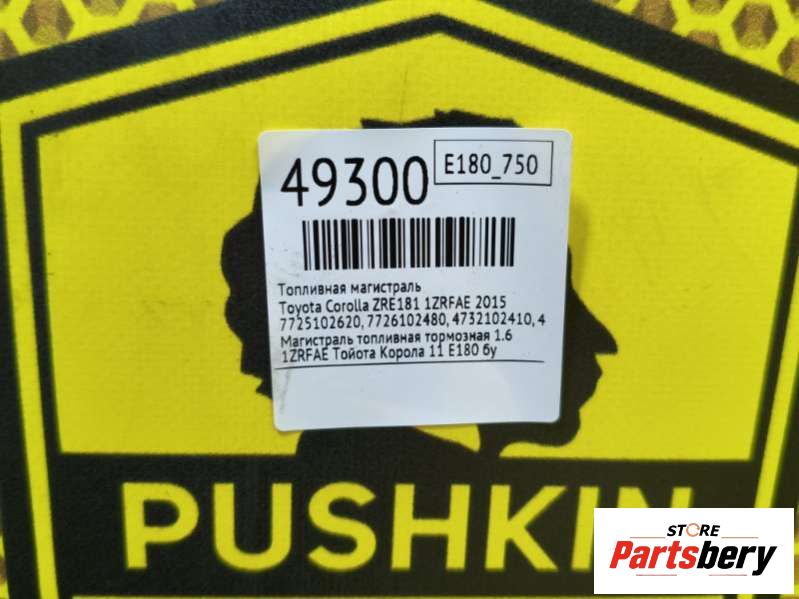 49300
E180_750
Топливная магистраль
Toyota Corolla ZRE181 1ZRFAE 2015
7725102620, 7726102480, 4732102410, 4
Магистраль топливная тормозная 1.6
1ZRFAE Тойота Корола 11 E180 бу
PUSHKIN
STORE
Partsbery